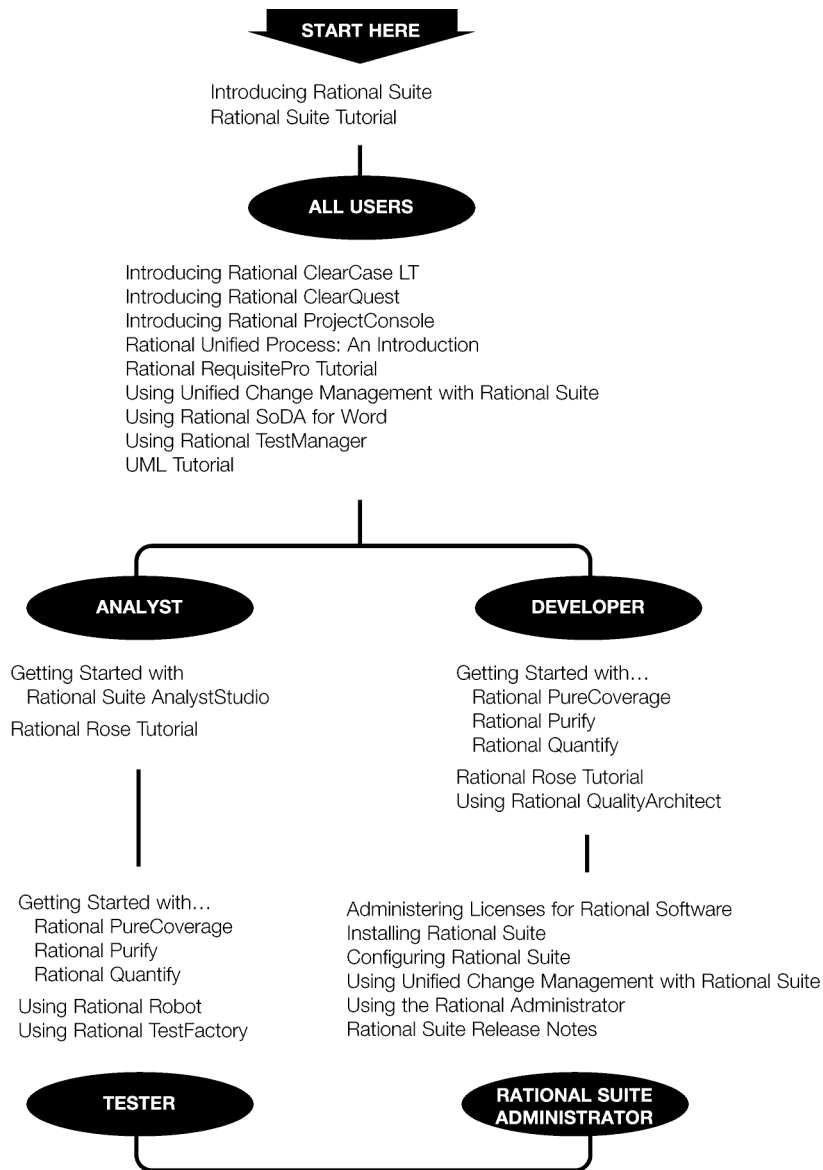 START HERE
Introducing Rational Suite
Rational Suite Tutorial
ALL USERS
Introducing Rational ClearCase LT
Introducing Rational ClearQuest
Introducing Rational ProjectConsole
Rational Unified Process: An Introduction
Rational RequisitePro Tutorial
Using Unified Change Management with Rational Suite
Using Rational SoDA for Word
Using Rational TestManager
UML Tutorial
ANALYST
Getting Started with
Rational Suite AnalystStudio
Rational Rose Tutorial
DEVELOPER
Getting Started with...
Rational PureCoverage
Rational Purify
Rational Quantify
Rational Rose Tutorial
Using Rational QualityArchitect
Getting Started with...
Rational PureCoverage
Rational Purify
Rational Quantify
Using Rational Robot
Using Rational TestFactory
TESTER
Administering Licenses for Rational Software
Installing Rational Suite
Configuring Rational Suite
Using Unified Change Management with Rational Suite
Using the Rational Administrator
Rational Suite Release Notes
RATIONAL SUITE
ADMINISTRATOR